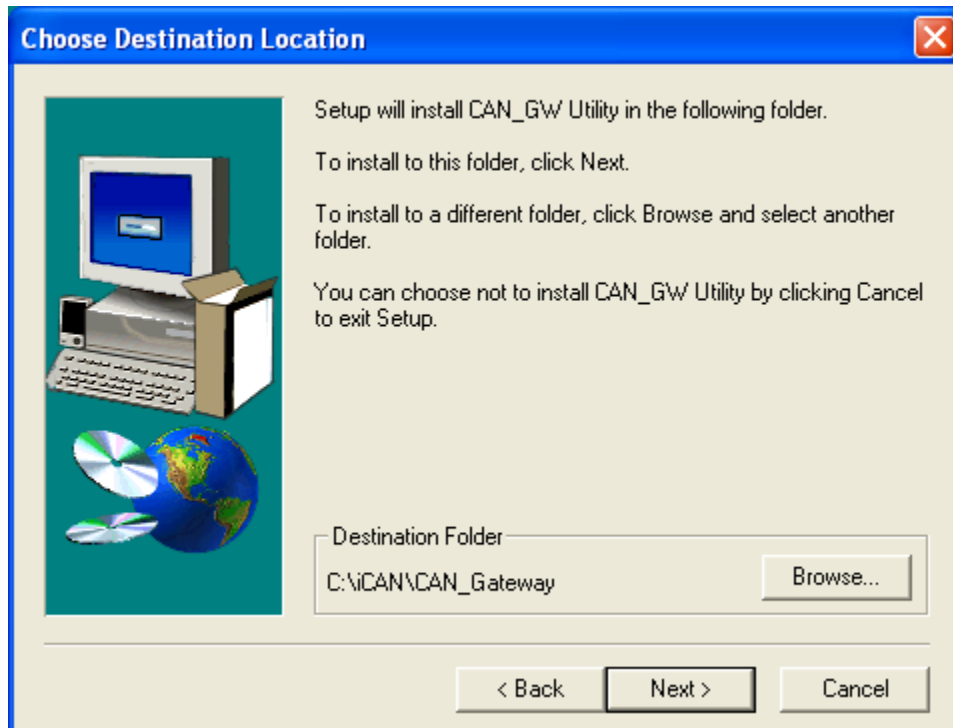 Choose Destination Location
Setup will install CAN_GW Utility in the following folder.
To install to this folder, click Next.
To install to a different folder, click Browse and select another
folder.
You can choose not to install CAN_GW Utility by clicking Cancel
to exit Setup.
Destination Folder
C:\iCAN\CAN_Gateway
Browse...
< Back
Next >
Cancel